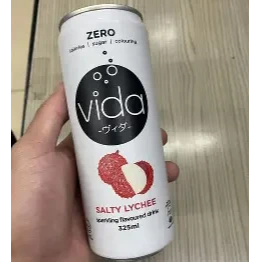 ZERO
calories | sugar | colouring
vida
-ヴィダ-
SALTY LYCHEE
sparkling flavoured drink
325ml